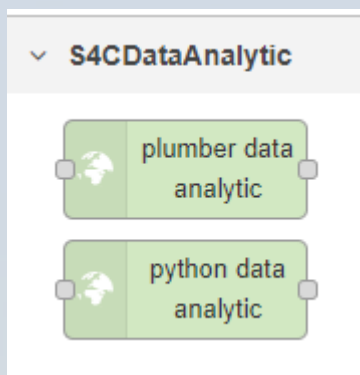 S4CDataAnalytic
plumber data
analytic
python data
analytic